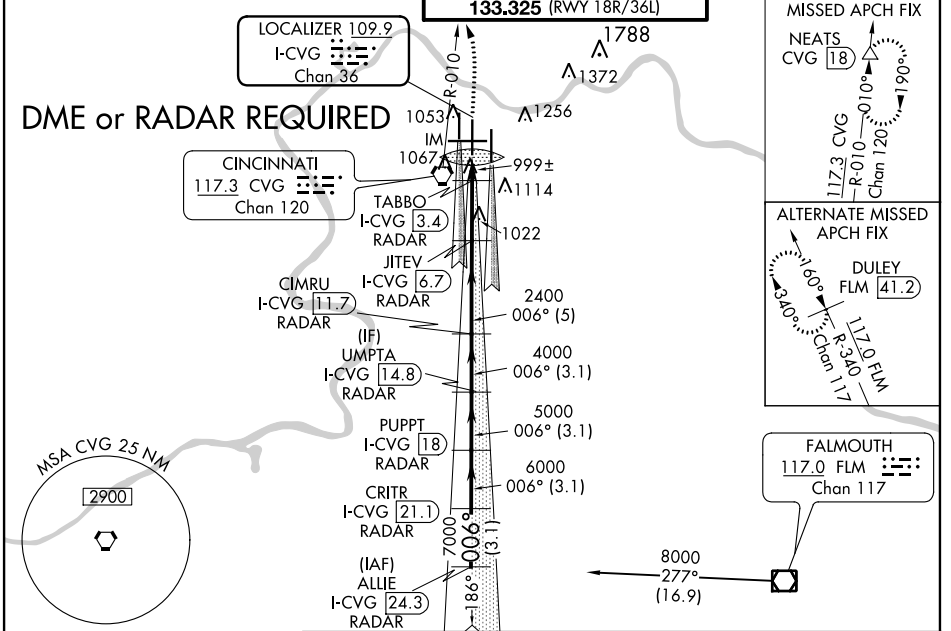 133.325 (RWY 18R/36L)
LOCALIZER 109.9
I-CVG
Chan 36
R-010
1788
1372
1256
1053
IM
1067
999±
1114
1022
DME or RADAR REQUIRED
CINCINNATI
117.3 CVG
Chan 120
TABBO
I-CVG 3.4
RADAR
JITEV
I-CVG 6.7
RADAR
CIMRU
I-CVG 11.7
RADAR
2400
006° (5)
(IF)
UMPTA
I-CVG 14.8
RADAR
4000
006° (3.1)
PUPPT
I-CVG 18
RADAR
5000
006° (3.1)
CRITR
I-CVG 21.1
RADAR
6000
006° (3.1)
7000
006°
(3.1)
186°
(IAF)
ALLIE
I-CVG 24.3
RADAR
MSA CVG 25 NM
2900
8000
277°
(16.9)
FALMOUTH
117.0 FLM
Chan 117
MISSED APCH FIX
NEATS
CVG 18
010°
190°
117.3 CVG
R-010
Chan 120
ALTERNATE MISSED
APCH FIX
DULEY
FLM 41.2
160°
340°
117.0 FLM
R-340
Chan 117